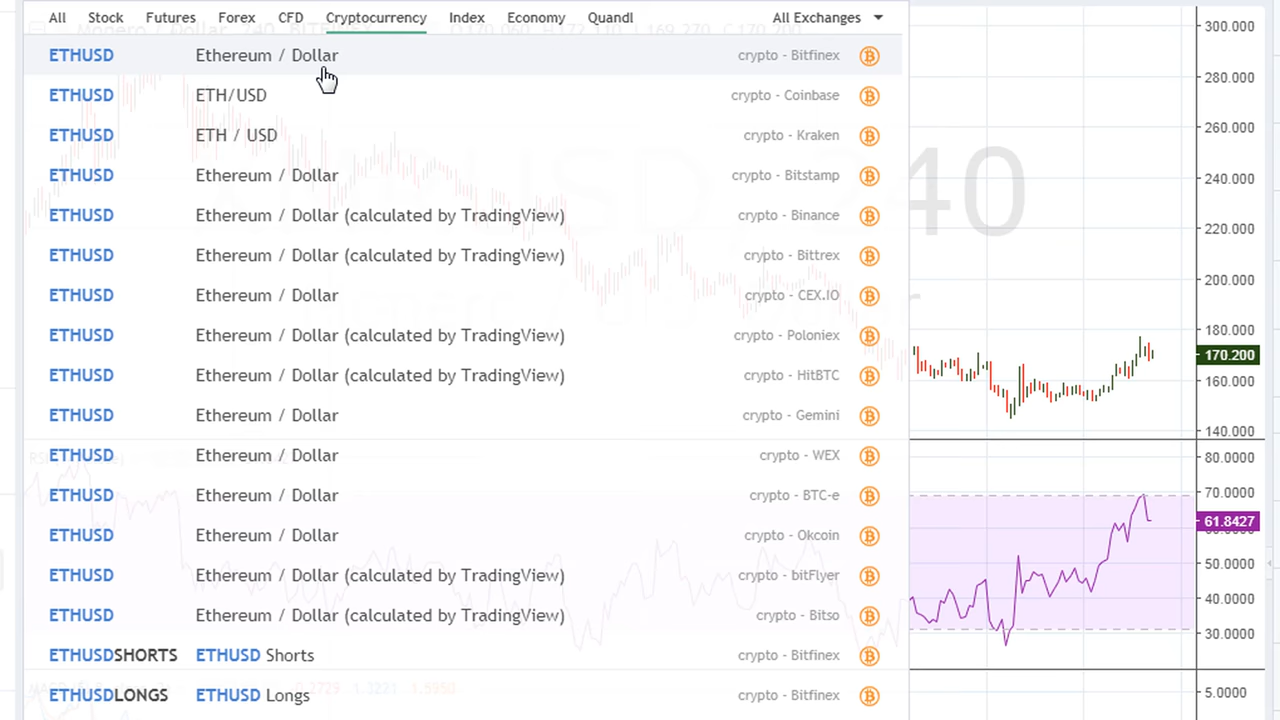 All Stock Futures Forex CFD Cryptocurrency Index Economy Quandl All Exchanges
ETHUSD Ethereum / Dollar crypto - Bitfinex
ETHUSD ETH/USD crypto - Coinbase
ETHUSD ETH / USD crypto - Kraken
ETHUSD Ethereum / Dollar crypto - Bitstamp
ETHUSD Ethereum / Dollar (calculated by TradingView) crypto - Binance
ETHUSD Ethereum / Dollar (calculated by TradingView) crypto - Bittrex
ETHUSD Ethereum / Dollar crypto - CEX.IO
ETHUSD Ethereum / Dollar (calculated by TradingView) crypto - Poloniex
ETHUSD Ethereum / Dollar (calculated by TradingView) crypto - HitBTC
ETHUSD Ethereum / Dollar crypto - Gemini
ETHUSD Ethereum / Dollar crypto - WEX
ETHUSD Ethereum / Dollar crypto - BTC-e
ETHUSD Ethereum / Dollar crypto - Okcoin
ETHUSD Ethereum / Dollar (calculated by TradingView) crypto - bitFlyer
ETHUSD Ethereum / Dollar (calculated by TradingView) crypto - Bitso
ETHUSDSHORTS ETHUSD Shorts crypto - Bitfinex
ETHUSDLONGS ETHUSD Longs crypto - Bitfinex
240
300.000
280.000
260.000
240.000
220.000
200.000
180.000
170.200
160.000
140.000
80.0000
70.0000
61.8427
50.0000
40.0000
30.0000
5.0000